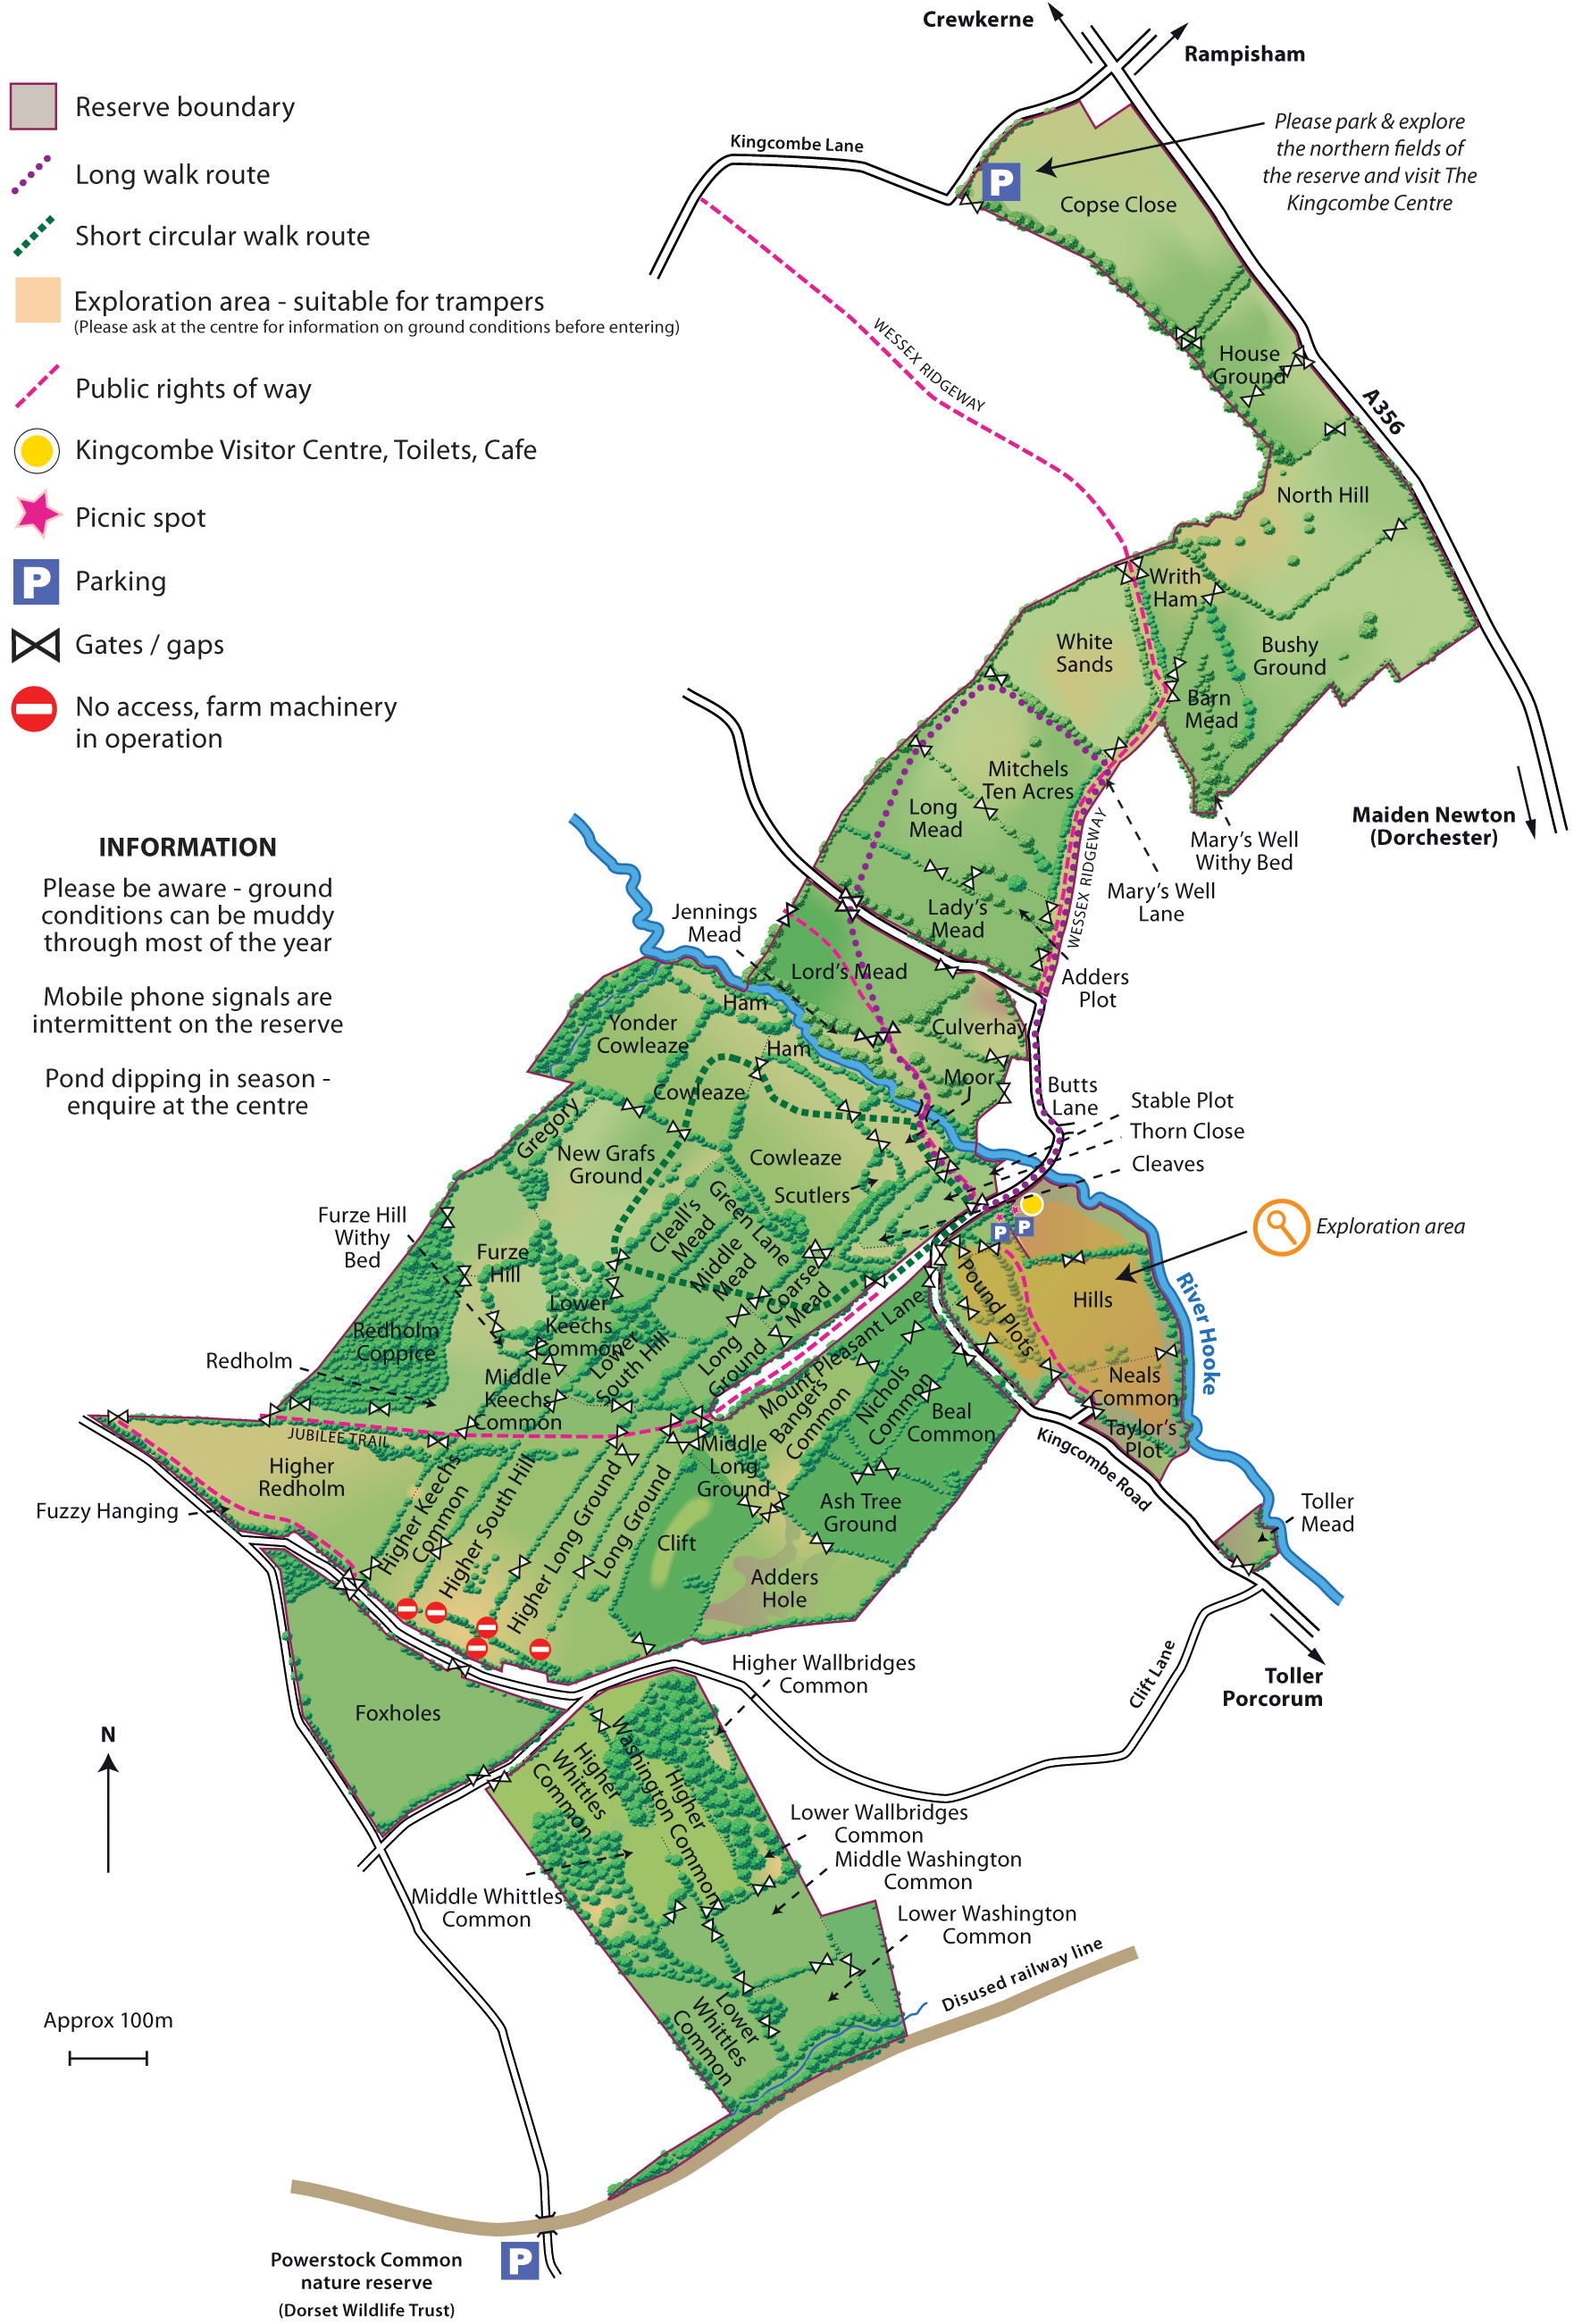 Crewkerne
Rampisham
Please park & explore
the northern fields of
the reserve and visit The
Kingcombe Centre
Kingcombe Lane
P
Copse Close
Reserve boundary
Long walk route
Short circular walk route
Exploration area - suitable for trampers
(Please ask at the centre for information on ground conditions before entering)
Public rights of way
Kingcombe Visitor Centre, Toilets, Cafe
Picnic spot
P
Parking
Gates / gaps
No access, farm machinery
in operation
WESSEX RIDGEWAY
House
Ground
A356
North Hill
Writh
Ham
White
Sands
Bushy
Ground
Barn
Mead
Mitchels
Ten Acres
Long
Mead
Maiden Newton
(Dorchester)
Mary's Well
Withy Bed
Mary's Well
Lane
WESSEX RIDGEWAY
Lady's
Mead
Adders
Plot
INFORMATION
Please be aware - ground
conditions can be muddy
through most of the year
Mobile phone signals are
intermittent on the reserve
Pond dipping in season -
enquire at the centre
Jennings
Mead
Lord's Mead
Ham
Culverhay
Yonder
Cowleaze
Ham
Moor
Cowleaze
Butts
Lane
Stable Plot
Thorn Close
Cleaves
Gregory
New Grafs
Ground
Cowleaze
Scutlers
Furze Hill
Withy
Bed
Furze
Hill
Cleall's
Mead
Green Lane
Middle
Mead
Coarse
Mead
P
P
Exploration area
River Hooke
Pound Plots
Hills
Lower
Keechs
Common
Lower
South Hill
Long
Ground
Mount Pleasant Lane
Redholm
Coppice
Redholm
Middle
Keechs
Common
Bangers
Common
Nichols
Common
Beal
Common
Neals
Common
Taylor's
Plot
Kingcombe Road
JUBILEE TRAIL
Higher
Redholm
Middle
Long
Ground
Fuzzy Hanging
Higher Keechs
Common
Higher South Hill
Higher Long Ground
Long Ground
Clift
Ash Tree
Ground
Adders
Hole
Toller
Mead
Clift Lane
Toller
Porcorum
Higher Wallbridges
Common
Foxholes
N
Higher
Whittles
Common
Higher
Washington Common
Lower Wallbridges
Common
Middle Washington
Common
Middle Whittles
Common
Lower Washington
Common
Disused railway line
Lower
Whittles
Common
Approx 100m
P
Powerstock Common
nature reserve
(Dorset Wildlife Trust)